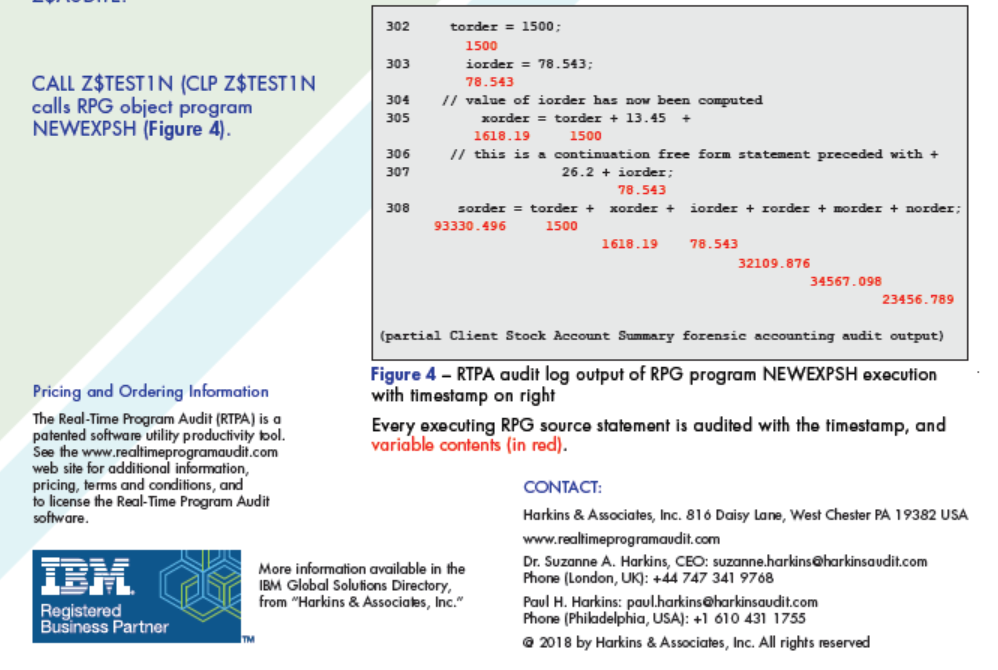 CALL Z$TEST1N (CLP Z$TEST1N
calls RPG object program
NEWEXPSH (Figure 4).
302 torder = 1500;
1500
303 iorder = 78.543;
78.543
304 // value of iorder has now been computed
305 xorder = torder + 13.45 +
1618.19 1500
306 // this is a continuation free form statement preceded with +
307 26.2 + iorder;
78.543
308 sorder = torder + xorder + iorder + rorder + morder + norder;
93330.496 1500
1618.19 78.543
32109.876
34567.098
23456.789
(partial Client Stock Account Summary forensic accounting audit output)
Figure 4 – RTPA audit log output of RPG program NEWEXPSH execution
with timestamp on right
Every executing RPG source statement is audited with the timestamp, and
variable contents (in red).
Pricing and Ordering Information
The Real-Time Program Audit (RTPA) is a
patented software utility productivity tool.
See the www.realtimeprogramaudit.com
web site for additional information,
pricing, terms and conditions, and
to license the Real-Time Program Audit
software.
IBM
Registered
Business Partner
TM
More information available in the
IBM Global Solutions Directory,
from “Harkins & Associates, Inc.”
CONTACT:
Harkins & Associates, Inc. 816 Daisy Lane, West Chester PA 19382 USA
www.realtimeprogramaudit.com
Dr. Suzanne A. Harkins, CEO: suzanne.harkins@harkinsaudit.com
Phone (London, UK): +44 747 341 9768
Paul H. Harkins: paul.harkins@harkinsaudit.com
Phone (Philadelphia, USA): +1 610 431 1755
@ 2018 by Harkins & Associates, Inc. All rights reserved